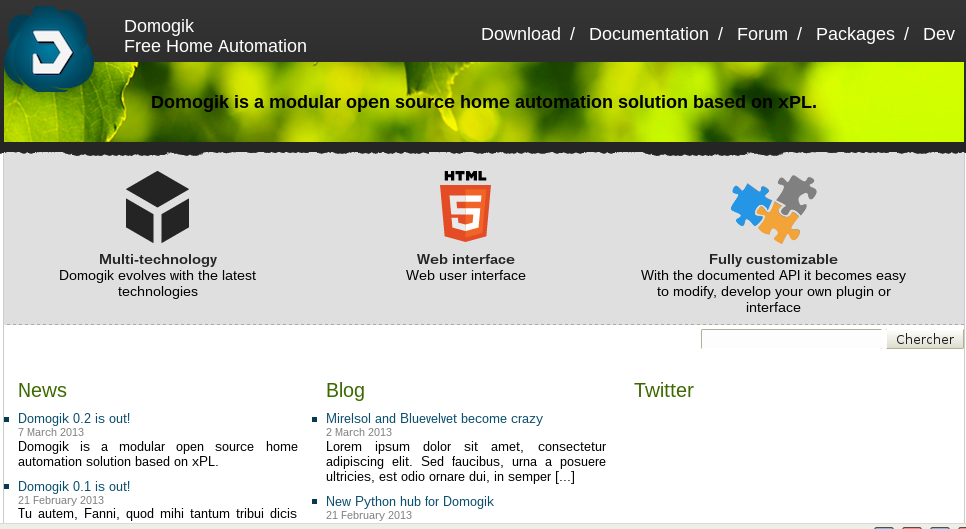 Domogik
Free Home Automation
Download / Documentation / Forum / Packages / Dev
Domogik is a modular open source home automation solution based on xPL.
HTML
5
Multi-technology
Domogik evolves with the latest
technologies
Web interface
Web user interface
Fully customizable
With the documented API it becomes easy
to modify, develop your own plugin or
interface
Chercher
News
Domogik 0.2 is out!
7 March 2013
Domogik is a modular open source home
automation solution based on xPL.
Domogik 0.1 is out!
21 February 2013
Tu autem, Fanni, quod mihi tantum tribui dicis
Blog
Mirelsol and Bluevelvet become crazy
2 March 2013
Lorem ipsum dolor sit amet, consectetur
adipiscing elit. Sed faucibus, urna a posuere
ultricies, est odio ornare dui, in semper [...]
New Python hub for Domogik
21 February 2013
Twitter